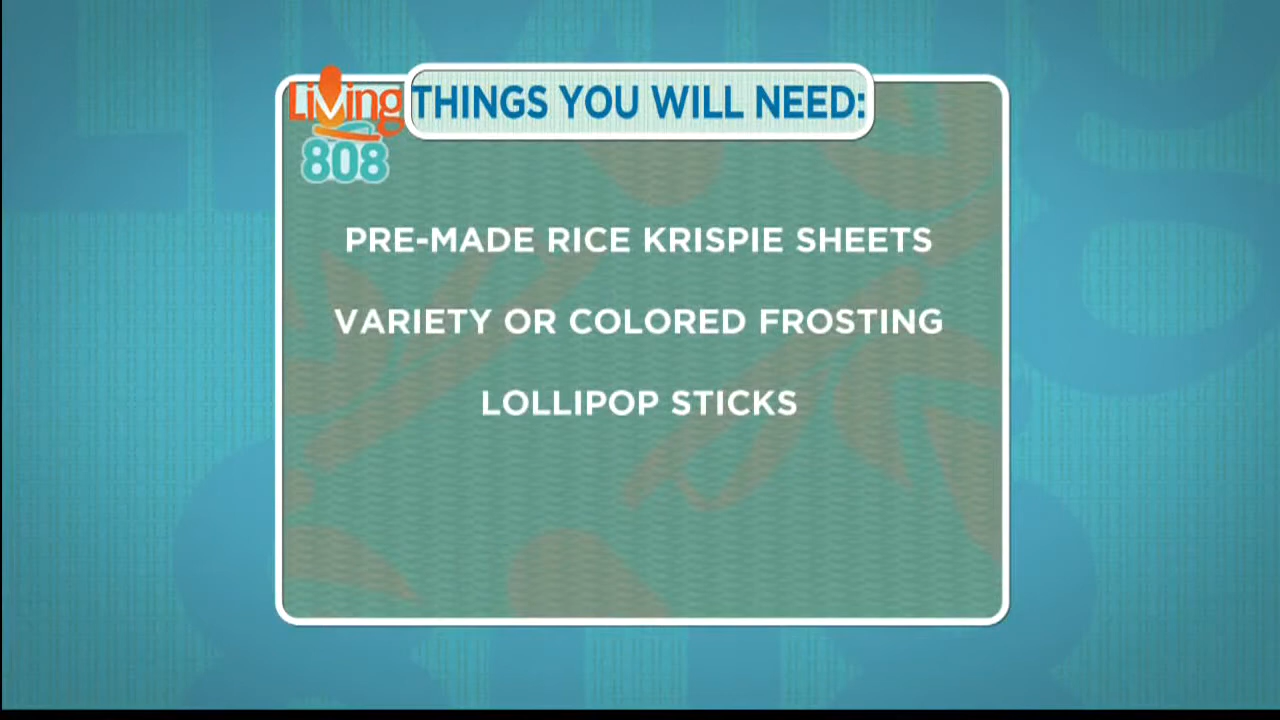 Living
808
THINGS YOU WILL NEED:
PRE-MADE RICE KRISPIE SHEETS
VARIETY OR COLORED FROSTING
LOLLIPOP STICKS